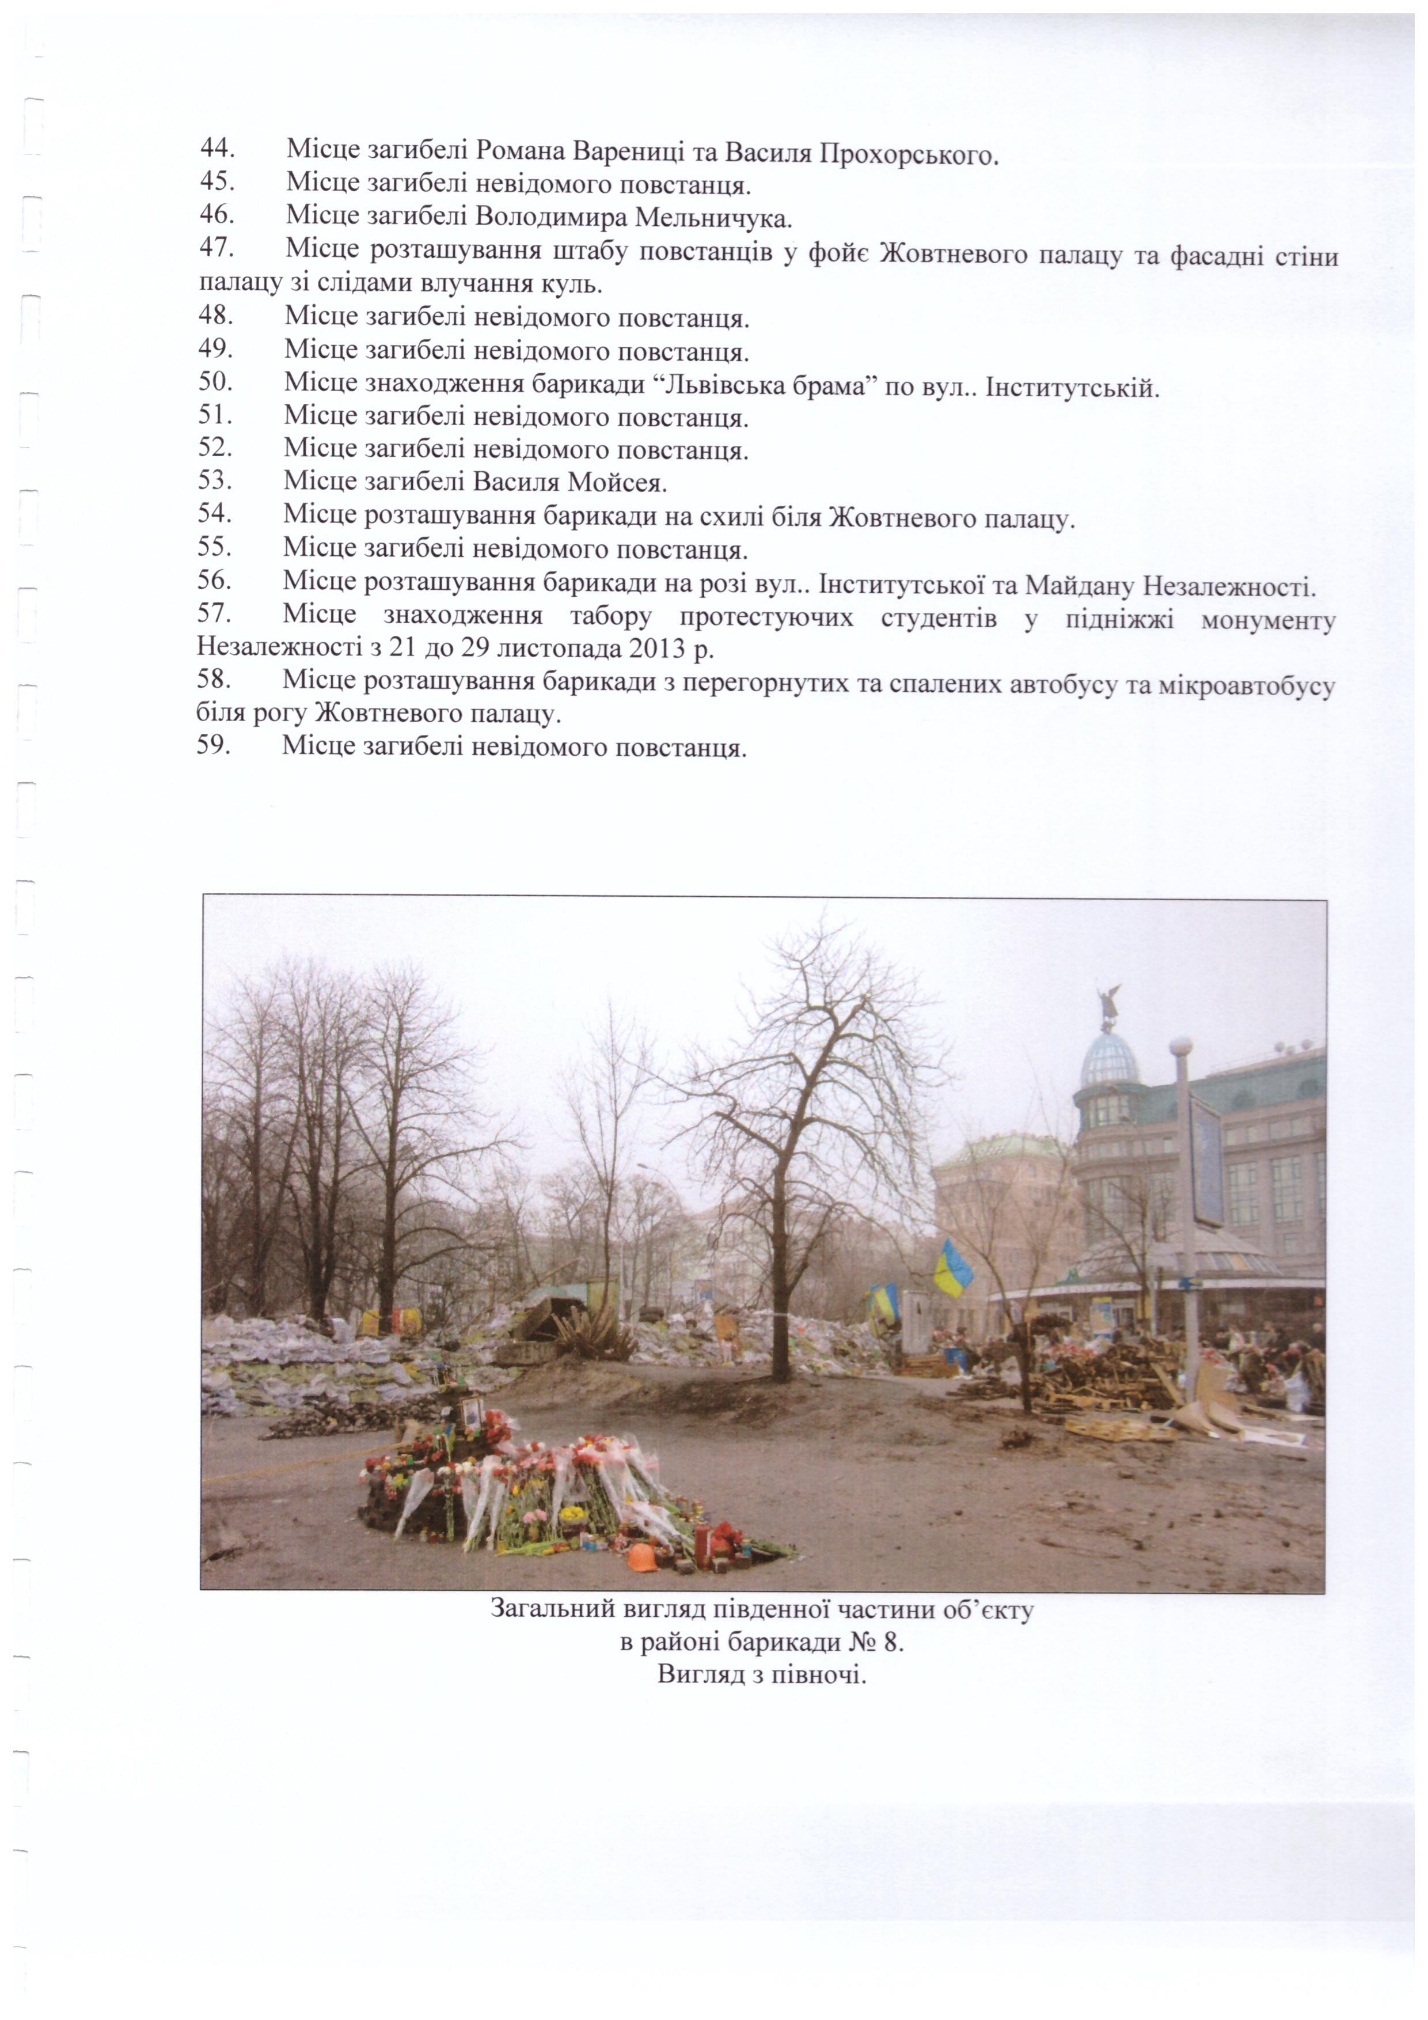 44. Місце загибелі Романа Варениці та Василя Прохорського.
45. Місце загибелі невідомого повстанця.
46. Місце загибелі Володимира Мельничука.
47. Місце розташування штабу повстанців у фойє Жовтневого палацу та фасадні стіни
палацу зі слідами влучання куль.
48. Місце загибелі невідомого повстанця.
49. Місце загибелі невідомого повстанця.
50. Місце знаходження барикади “Львівська брама” по вул.. Інститутській.
51. Місце загибелі невідомого повстанця.
52. Місце загибелі невідомого повстанця.
53. Місце загибелі Василя Мойсея.
54. Місце розташування барикади на схилі біля Жовтневого палацу.
55. Місце загибелі невідомого повстанця.
56. Місце розташування барикади на розі вул.. Інститутської та Майдану Незалежності.
57. Місце знаходження табору протестуючих студентів у підніжжі монументу
Незалежності з 21 до 29 листопада 2013 р.
58. Місце розташування барикади з перегорнутих та спалених автобусу та мікроавтобусу
біля рогу Жовтневого палацу.
59. Місце загибелі невідомого повстанця.
Загальний вигляд південної частини об’єкту
в районі барикади № 8.
Вигляд з півночі.